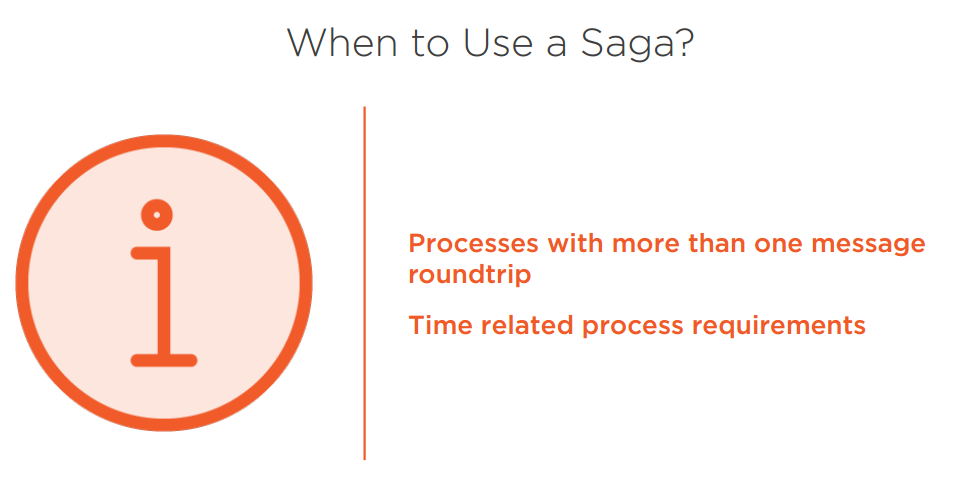 When to Use a Saga?
Processes with more than one message
roundtrip
Time related process requirements